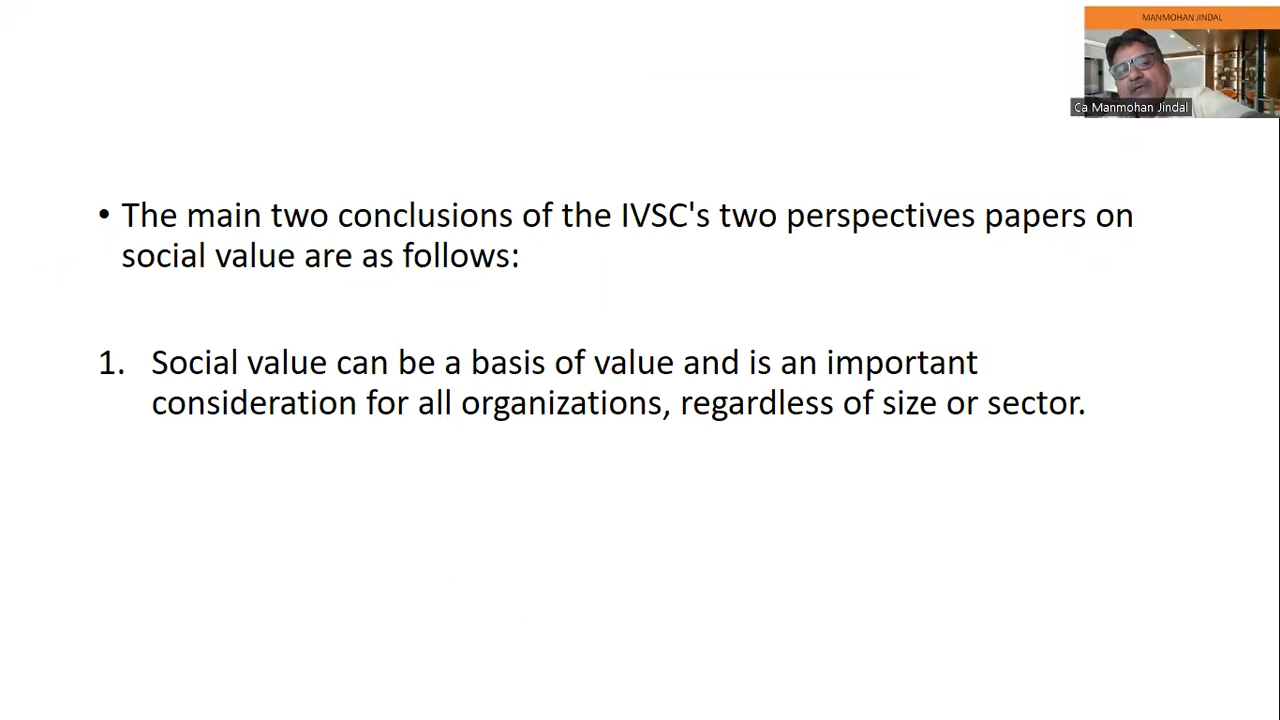 MANMOHAN JINDAL
Ca Manmohan Jindal
• The main two conclusions of the IVSC's two perspectives papers on
social value are as follows:
1. Social value can be a basis of value and is an important
consideration for all organizations, regardless of size or sector.